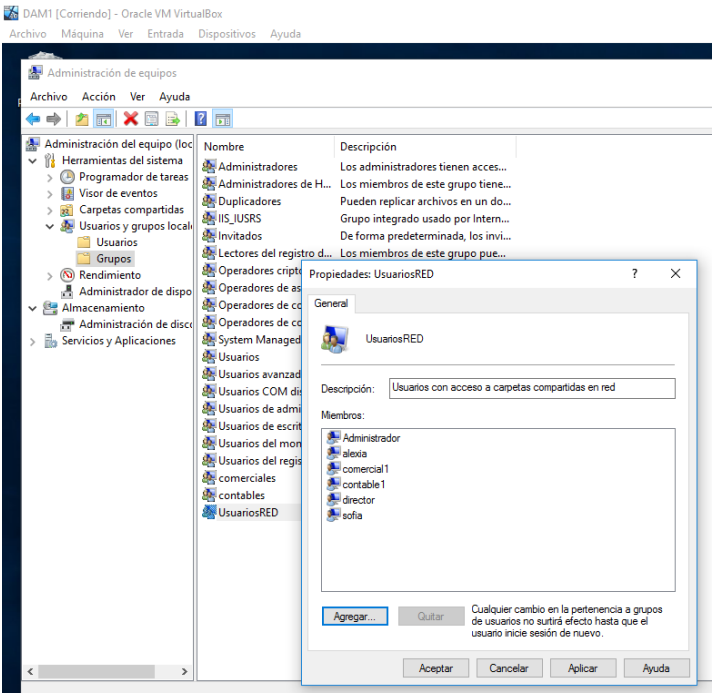 DAM1 [Corriendo] - Oracle VM VirtualBox
Archivo Máquina Ver Entrada Dispositivos Ayuda
Administración de equipos
Archivo Acción Ver Ayuda
Administración del equipo (loc
Herramientas del sistema
Programador de tareas
Visor de eventos
Carpetas compartidas
Usuarios y grupos locale
Usuarios
Grupos
Rendimiento
Administrador de dispo
Almacenamiento
Administración de disco
Servicios y Aplicaciones
Nombre Descripción
Administradores Los administradores tienen acces...
Administradores de H... Los miembros de este grupo tiene...
Duplicadores Pueden replicar archivos en un do...
IIS_IUSRS Grupo integrado usado por Intern...
Invitados De forma predeterminada, los invi...
Lectores del registro d... Los miembros de este grupo pue...
Operadores cripto
Operadores de as
Operadores de co
Operadores de co
System Managed
Usuarios
Usuarios avanzad
Usuarios COM dis
Usuarios de admi
Usuarios de escrit
Usuarios del mon
Usuarios del regis
comerciales
contables
UsuariosRED
Propiedades: UsuariosRED
General
UsuariosRED
Descripción: Usuarios con acceso a carpetas compartidas en red
Miembros:
Administrador
alexia
comercial1
contable1
director
sofia
Agregar... Quitar
Cualquier cambio en la pertenencia a grupos
de usuarios no surtirá efecto hasta que el
usuario inicie sesión de nuevo.
Aceptar Cancelar Aplicar Ayuda